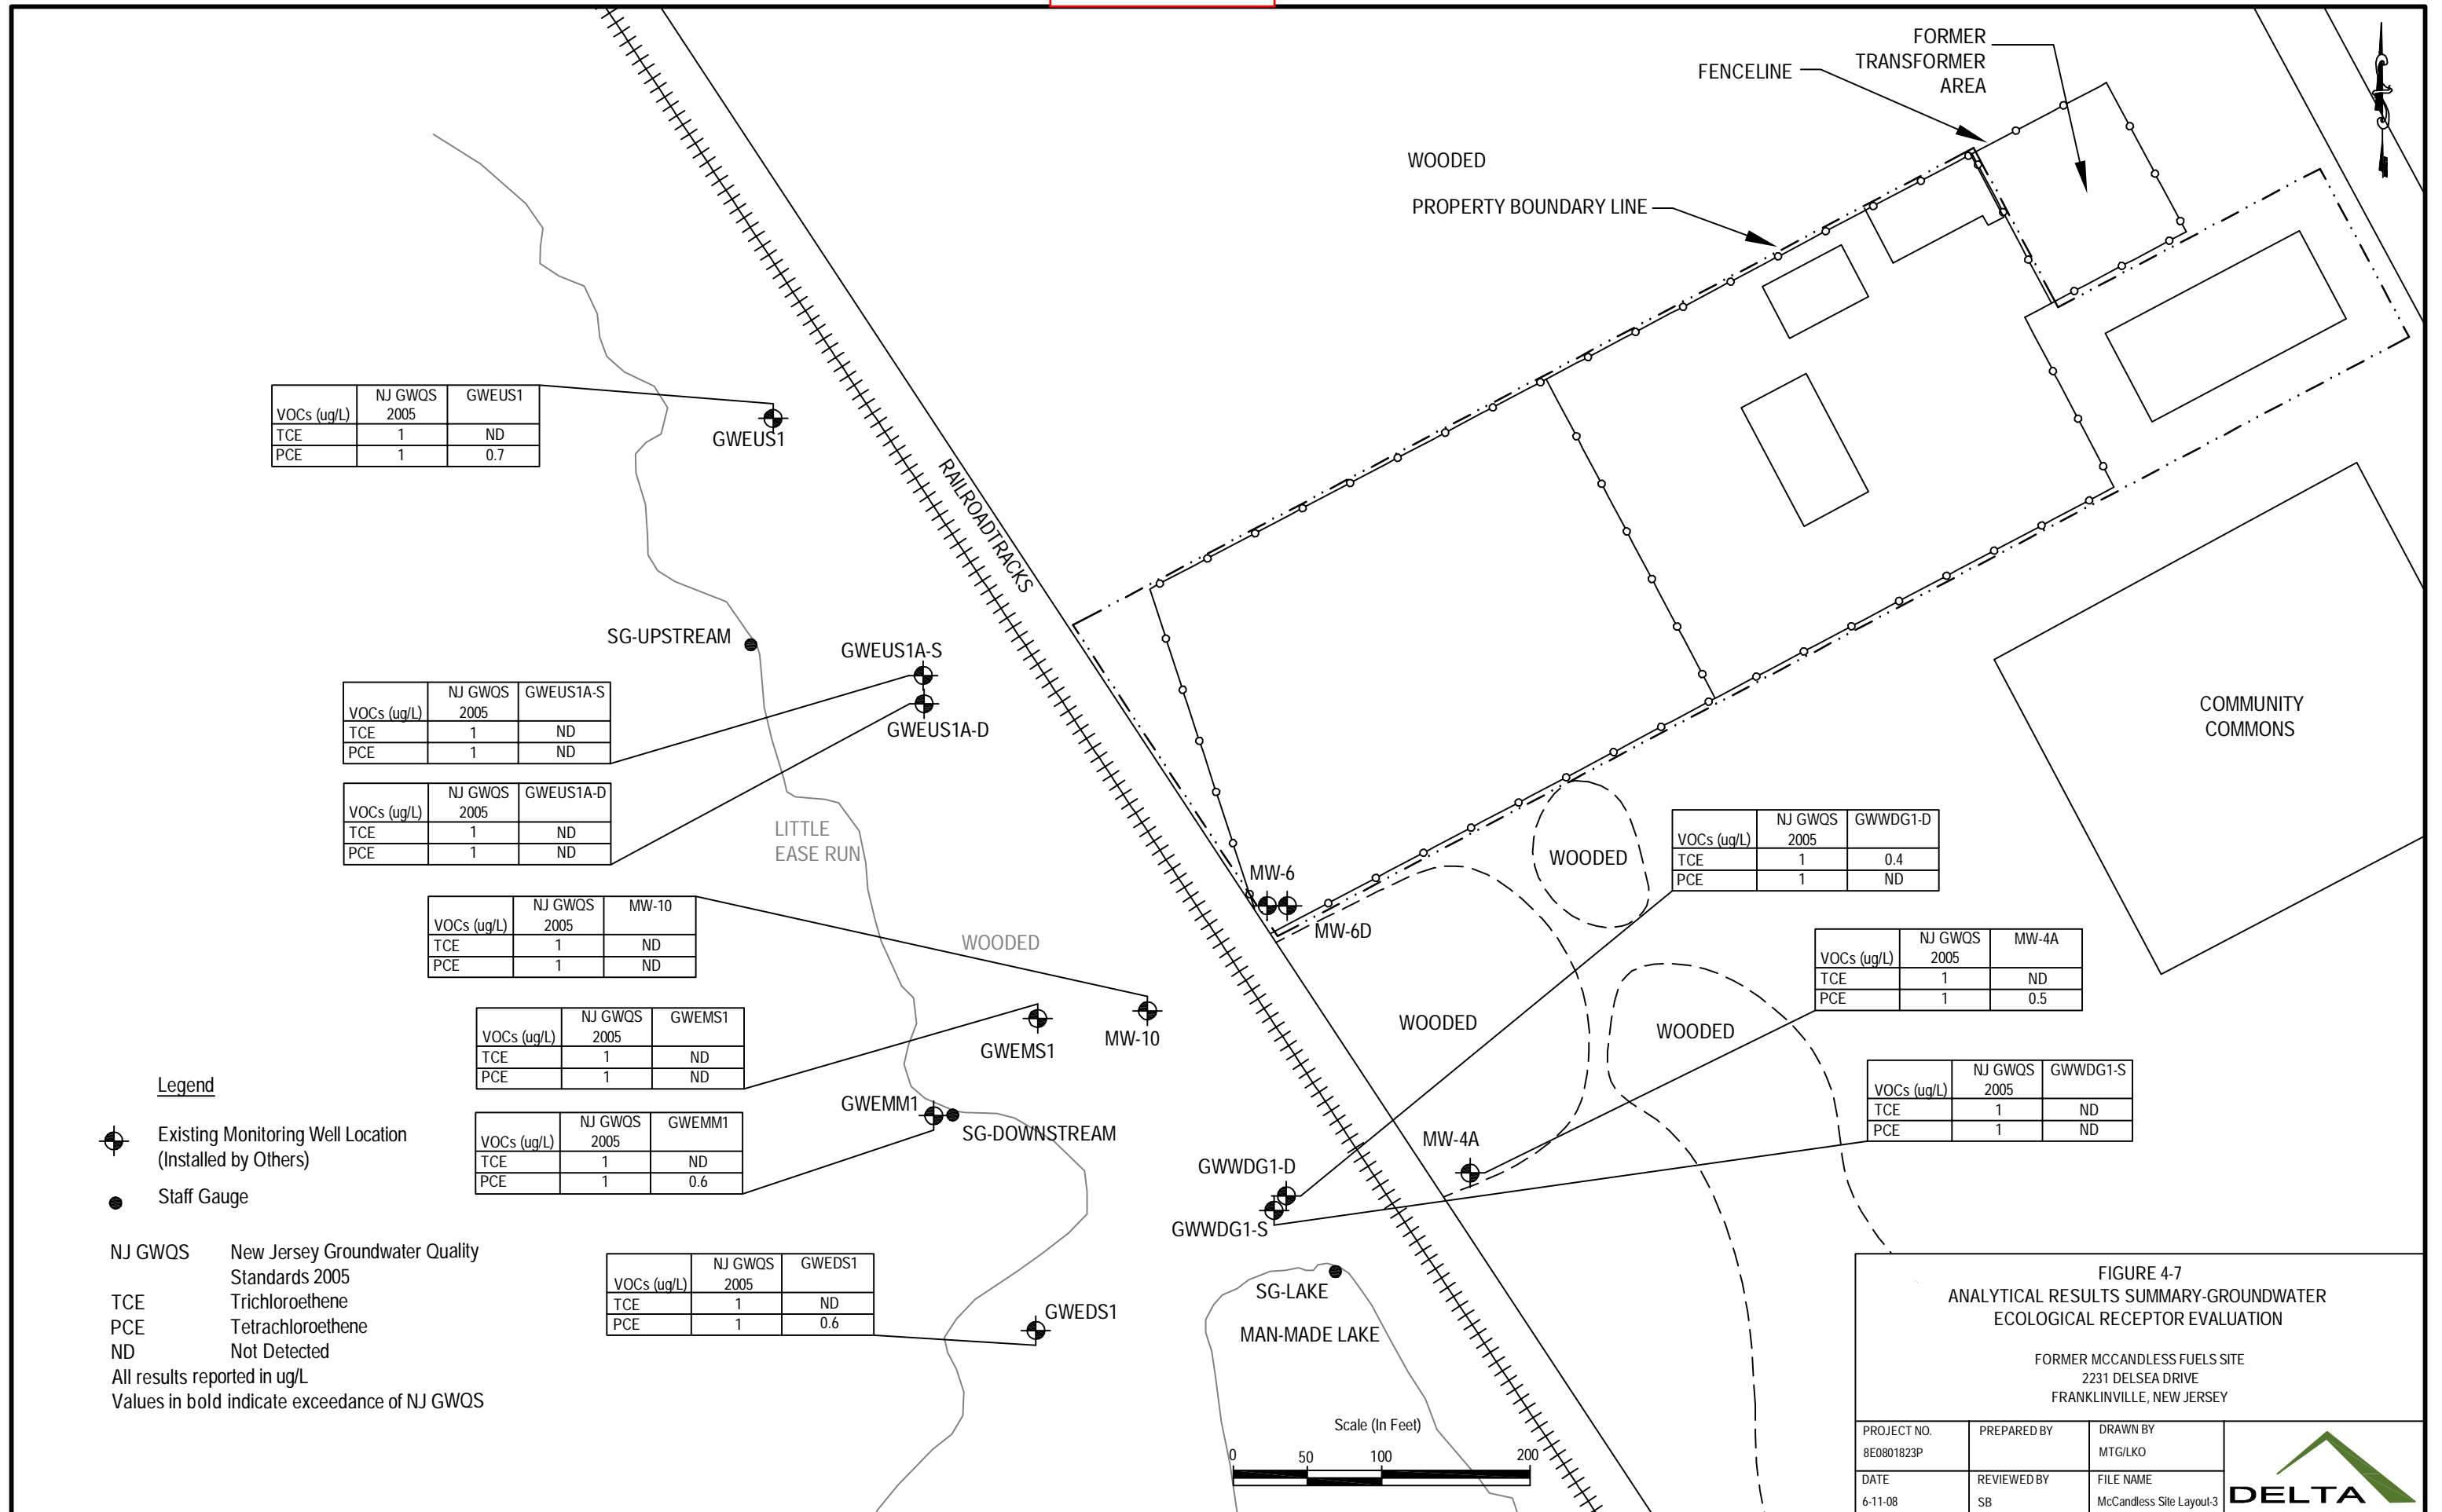 FORMER
TRANSFORMER
AREA
FENCELINE
WOODED
PROPERTY BOUNDARY LINE
RAILROADTRACKS
VOCs (ug/L) NJ GWQS 2005 GWEUS1
TCE 1 ND
PCE 1 0.7
GWEUS1
SG-UPSTREAM
GWEUS1A-S
GWEUS1A-D
VOCs (ug/L) NJ GWQS 2005 GWEUS1A-S
TCE 1 ND
PCE 1 ND
VOCs (ug/L) NJ GWQS 2005 GWEUS1A-D
TCE 1 ND
PCE 1 ND
LITTLE
EASE RUN
COMMUNITY
COMMONS
VOCs (ug/L) NJ GWQS 2005 GWWDG1-D
TCE 1 0.4
PCE 1 ND
WOODED
MW-6
MW-6D
VOCs (ug/L) NJ GWQS 2005 MW-10
TCE 1 ND
PCE 1 ND
WOODED
VOCs (ug/L) NJ GWQS 2005 MW-4A
TCE 1 ND
PCE 1 0.5
VOCs (ug/L) NJ GWQS 2005 GWEMS1
TCE 1 ND
PCE 1 ND
GWEMS1
MW-10
WOODED
WOODED
VOCs (ug/L) NJ GWQS 2005 GWWDG1-S
TCE 1 ND
PCE 1 ND
GWEMM1
SG-DOWNSTREAM
VOCs (ug/L) NJ GWQS 2005 GWEMM1
TCE 1 ND
PCE 1 0.6
MW-4A
GWWDG1-D
GWWDG1-S
VOCs (ug/L) NJ GWQS 2005 GWEDS1
TCE 1 ND
PCE 1 0.6
GWEDS1
SG-LAKE
MAN-MADE LAKE
Scale (In Feet)
0 50 100 200
Legend
Existing Monitoring Well Location
(Installed by Others)
Staff Gauge
NJ GWQS New Jersey Groundwater Quality
Standards 2005
TCE Trichloroethene
PCE Tetrachloroethene
ND Not Detected
All results reported in ug/L
Values in bold indicate exceedance of NJ GWQS
FIGURE 4-7
ANALYTICAL RESULTS SUMMARY-GROUNDWATER
ECOLOGICAL RECEPTOR EVALUATION
FORMER MCCANDLESS FUELS SITE
2231 DELSEA DRIVE
FRANKLINVILLE, NEW JERSEY
PROJECT NO. PREPARED BY DRAWN BY
8E0801823P MTG/LKO
DATE REVIEWED BY FILE NAME
6-11-08 SB McCandless Site Layout-3
DELTA